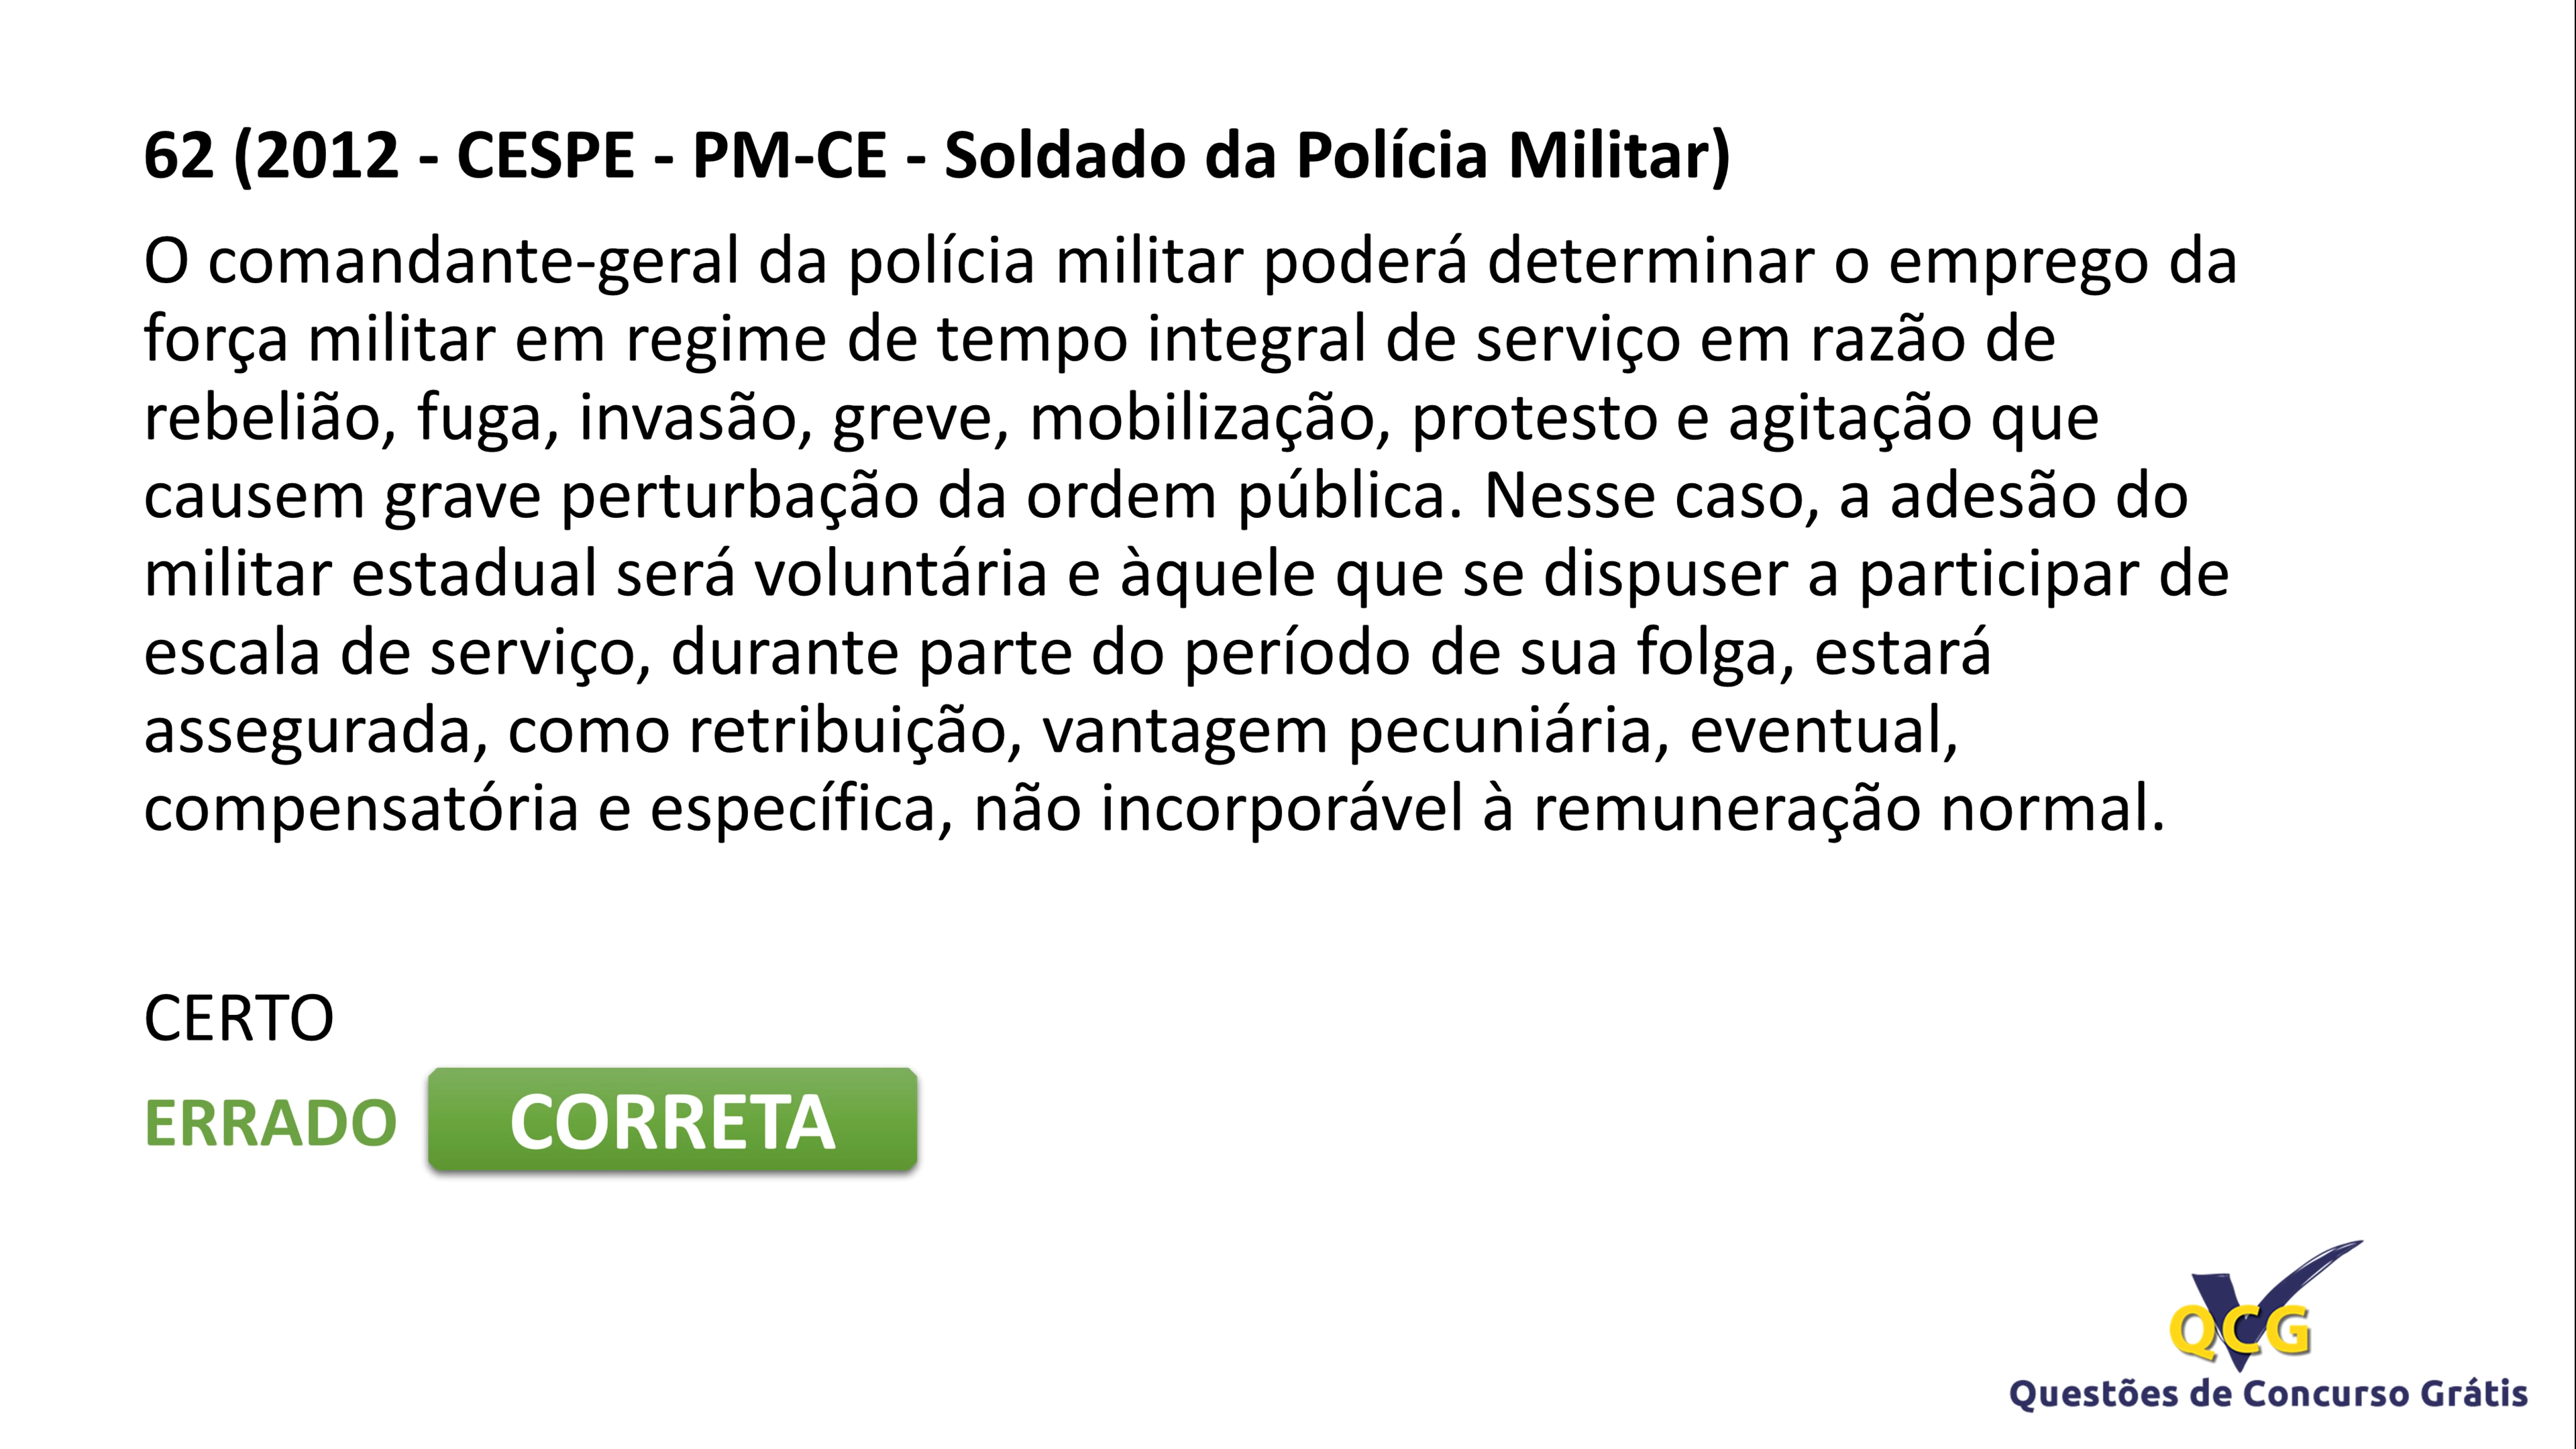 62 (2012 - CESPE - PM-CE - Soldado da Polícia Militar)
O comandante-geral da polícia militar poderá determinar o emprego da
força militar em regime de tempo integral de serviço em razão de
rebelião, fuga, invasão, greve, mobilização, protesto e agitação que
causem grave perturbação da ordem pública. Nesse caso, a adesão do
militar estadual será voluntária e àquele que se dispuser a participar de
escala de serviço, durante parte do período de sua folga, estará
assegurada, como retribuição, vantagem pecuniária, eventual,
compensatória e específica, não incorporável à remuneração normal.
CERTO
ERRADO CORRETA
QCG
Questões de Concurso Grátis